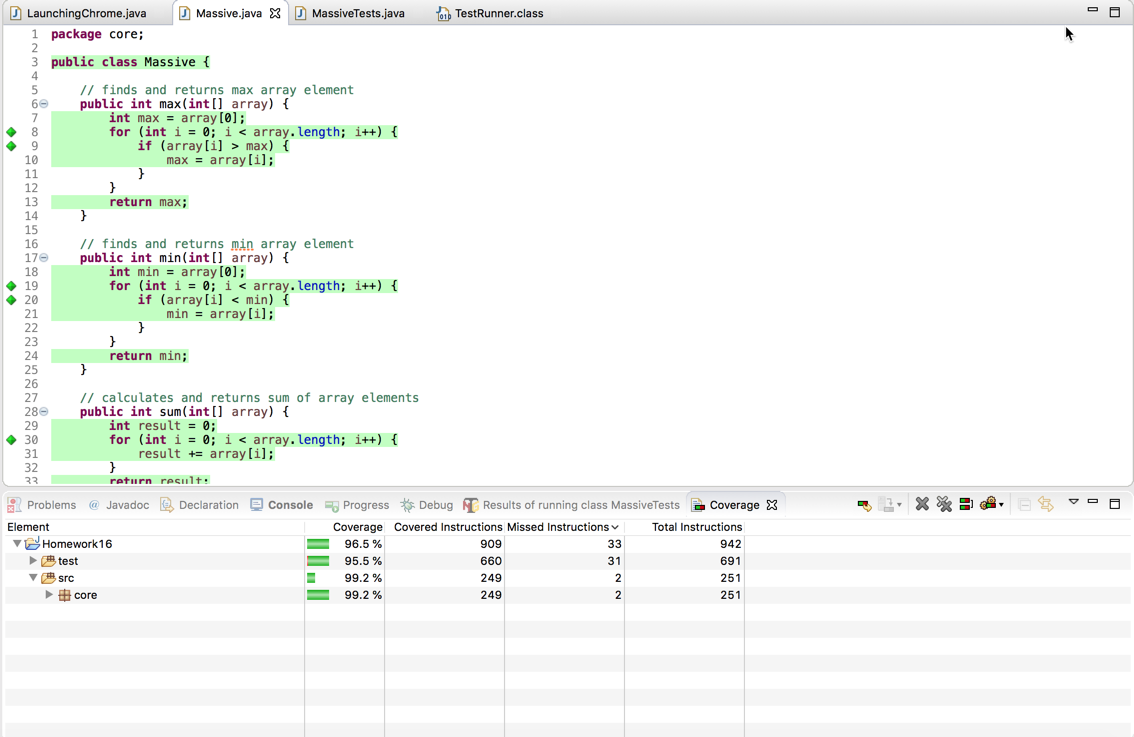 LaunchingChrome.java Massive.java MassiveTests.java TestRunner.class
1 package core;
2
3 public class Massive {
4
5     // finds and returns max array element
6     public int max(int[] array) {
7         int max = array[0];
8         for (int i = 0; i < array.length; i++) {
9             if (array[i] > max) {
10                 max = array[i];
11             }
12         }
13         return max;
14     }
15
16     // finds and returns min array element
17     public int min(int[] array) {
18         int min = array[0];
19         for (int i = 0; i < array.length; i++) {
20             if (array[i] < min) {
21                 min = array[i];
22             }
23         }
24         return min;
25     }
26
27     // calculates and returns sum of array elements
28     public int sum(int[] array) {
29         int result = 0;
30         for (int i = 0; i < array.length; i++) {
31             result += array[i];
32         }
33         return result;
Problems Javadoc Declaration Console Progress Debug Results of running class MassiveTests Coverage
Element Coverage Covered Instructions Missed Instructions Total Instructions
Homework16 96.5 % 909 33 942
test 95.5 % 660 31 691
src 99.2 % 249 2 251
core 99.2 % 249 2 251